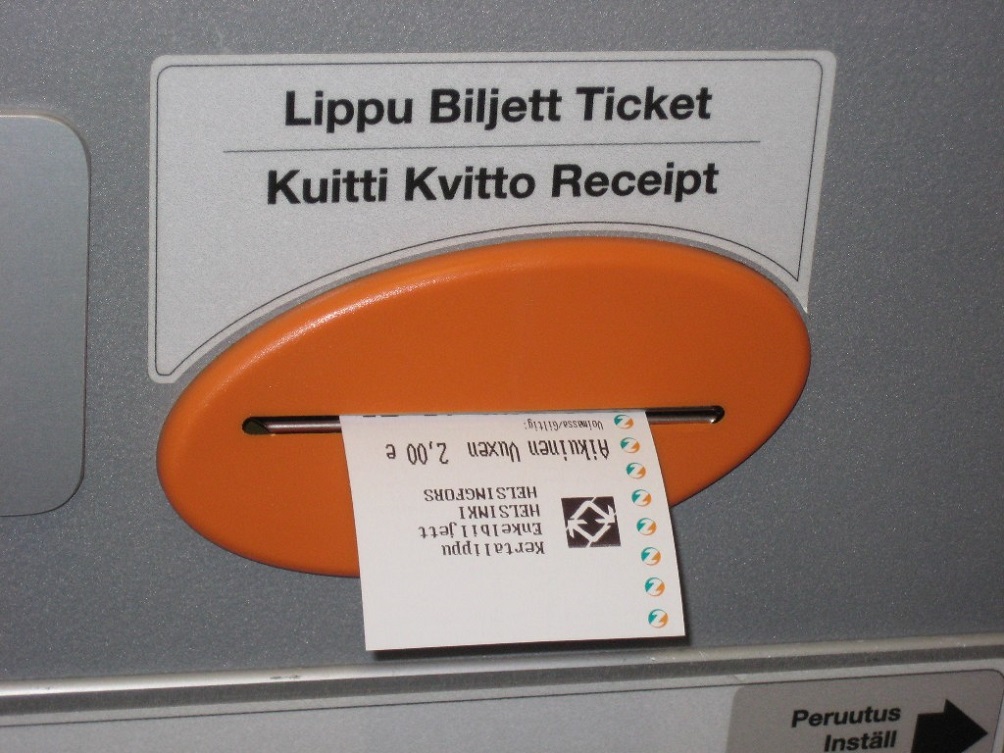 Lippu Biljett Ticket
Kuitti Kvitto Receipt
Kertalippu
Enkelbiljett
HELSINKI
HELSINGFORS
Aikuinen Vuxen 2,00 e
Voimassa/Giltig:
Peruutus
Inställ